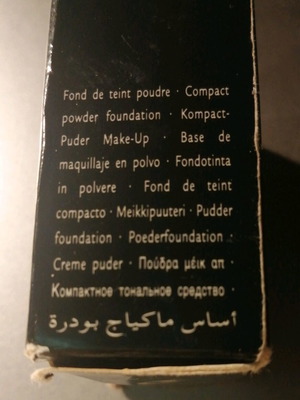 Fond de teint poudre · Compact
powder foundation · Kompakt-
Puder Make-Up · Base de
maquillaje en polvo · Fondotinta
in polvere · Fond de teint
compacto · Meikkipuuteri · Pudder
foundation · Poederfoundation ·
Creme puder · Πούδρα μέικ απ ·
Компактное тональное средство ·
أساس ماكياج بودرة